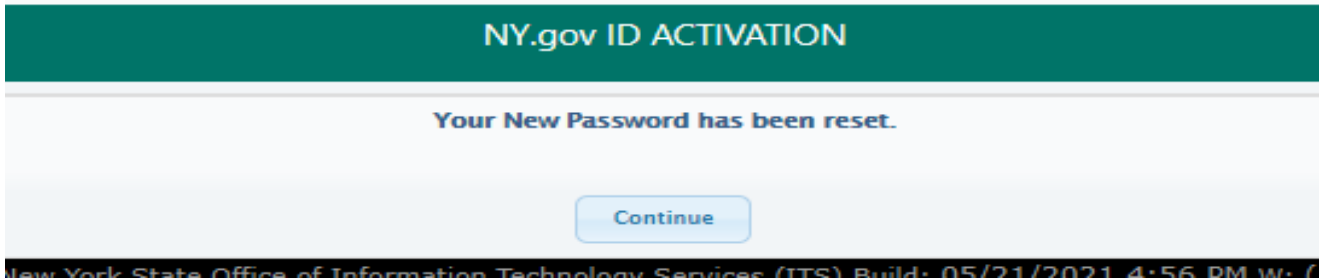 NY.gov ID ACTIVATION
Your New Password has been reset.
Continue
New York State Office of Information Technology Services (ITS) Build: 05/21/2021 4:56 PM W: (